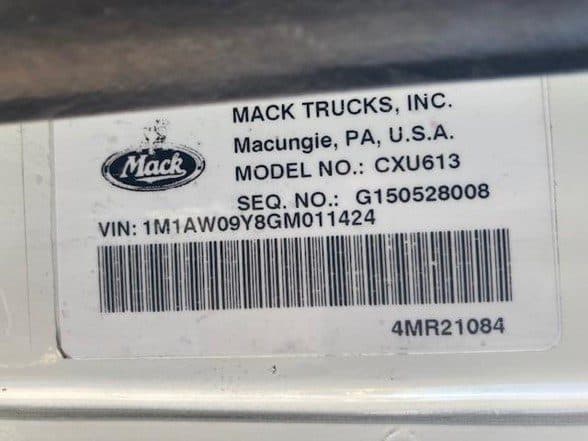 MACK TRUCKS, INC.
Mack
Macungie, PA, U.S.A.
MODEL NO.: CXU613
SEQ. NO.: G150528008
VIN: 1M1AW09Y8GM011424
4MR21084